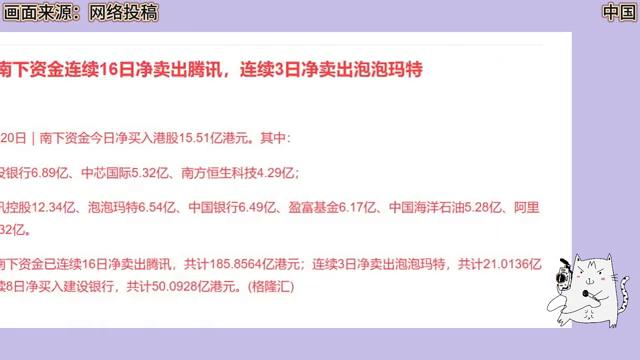 画面来源：网络投稿
中国
南下资金连续16日净卖出腾讯，连续3日净卖出泡泡玛特
20日｜南下资金今日净买入港股15.51亿港元。其中：
设银行6.89亿、中芯国际5.32亿、南方恒生科技4.29亿；
讯控股12.34亿、泡泡玛特6.54亿、中国银行6.49亿、盈富基金6.17亿、中国海洋石油5.28亿、阿里
32亿。
南下资金已连续16日净卖出腾讯，共计185.8564亿港元；连续3日净卖出泡泡玛特，共计21.0136亿
续8日净买入建设银行，共计50.0928亿港元。(格隆汇)